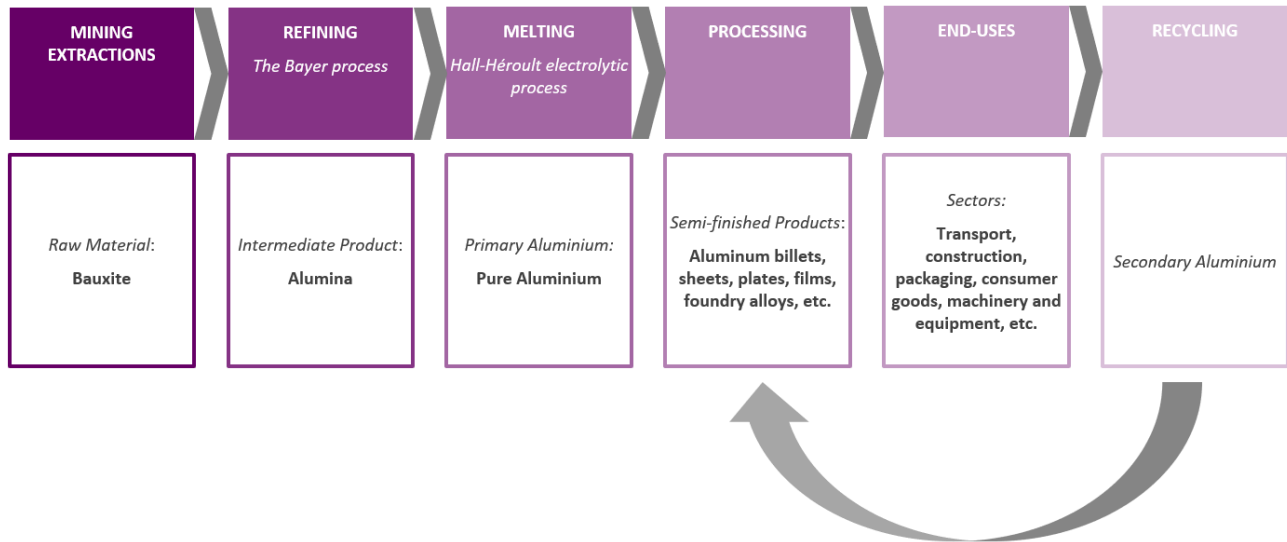 MINING
EXTRACTIONS
REFINING
The Bayer process
MELTING
Hall-Héroult electrolytic
process
PROCESSING
END-USES
RECYCLING
Raw Material:
Bauxite
Intermediate Product:
Alumina
Primary Aluminium:
Pure Aluminium
Semi-finished Products:
Aluminum billets,
sheets, plates, films,
foundry alloys, etc.
Sectors:
Transport,
construction,
packaging, consumer
goods, machinery and
equipment, etc.
Secondary Aluminium